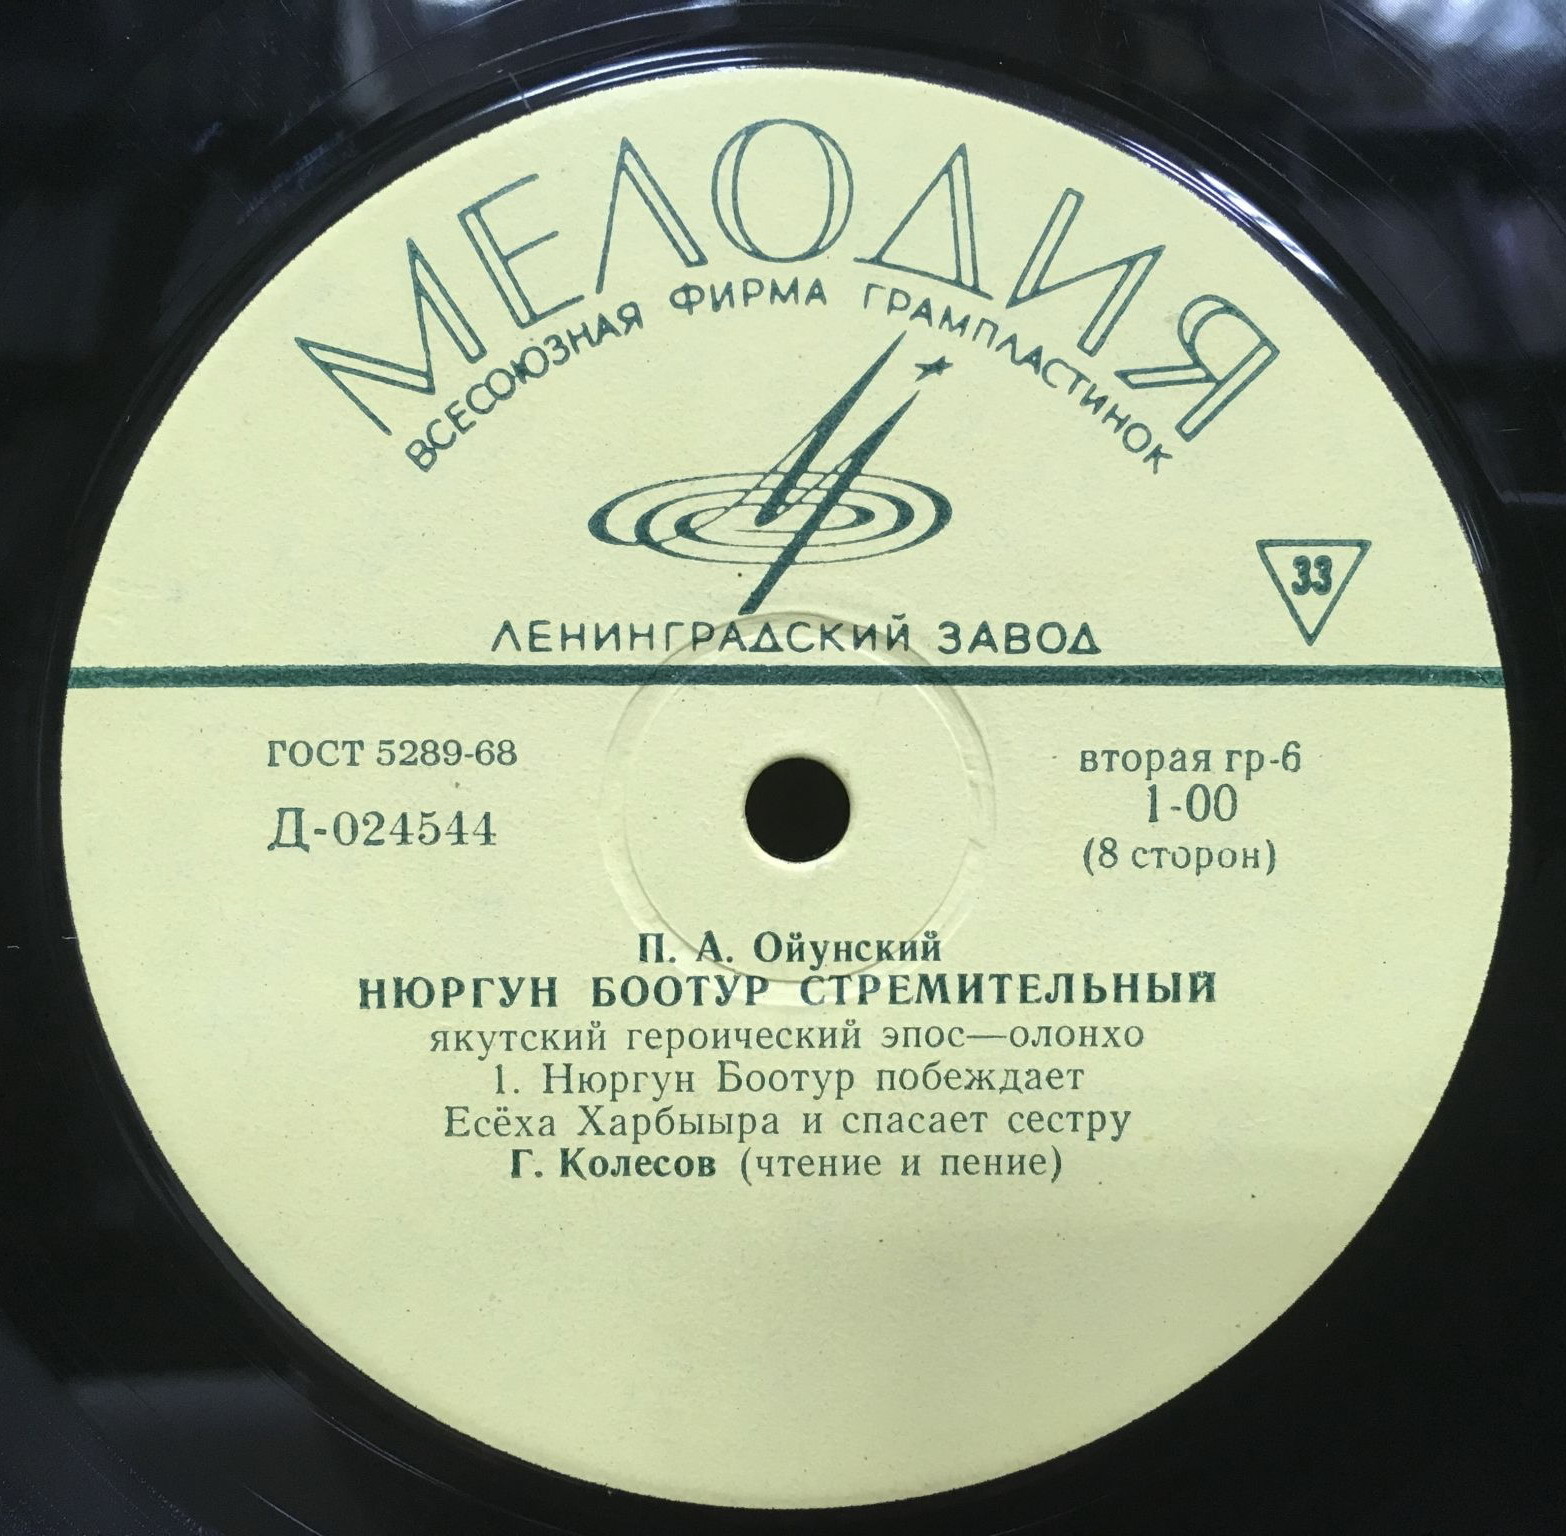 МЕЛОДИЯ
ВСЕСОЮЗНАЯ ФИРМА ГРАМПЛАСТИНОК
33
ЛЕНИНГРАДСКИЙ ЗАВОД
ГОСТ 5289-68
Д-024544
вторая гр-6
1-00
(8 сторон)
П. А. Ойунский
НЮРГУН БООТУР СТРЕМИТЕЛЬНЫЙ
якутский героический эпос—олонхо
1. Нюргун Боотур побеждает
Есёха Харбыыра и спасает сестру
Г. Колесов (чтение и пение)